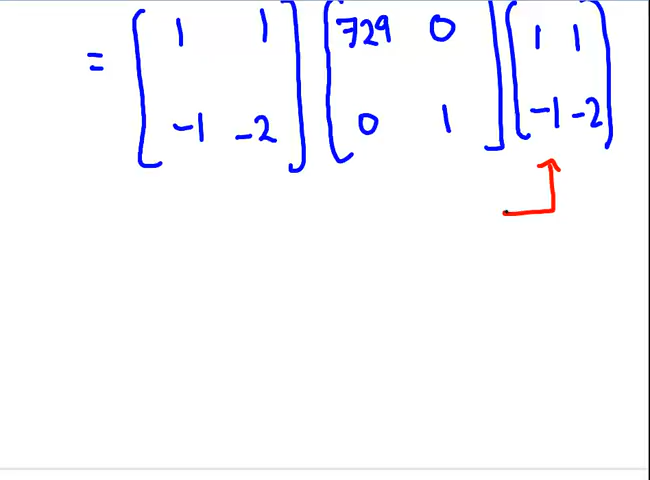 = [ 1 1 ] [ 729 0 ] [ 1 1 ]
[ -1 -2 ] [ 0 1 ] [ -1 -2 ]